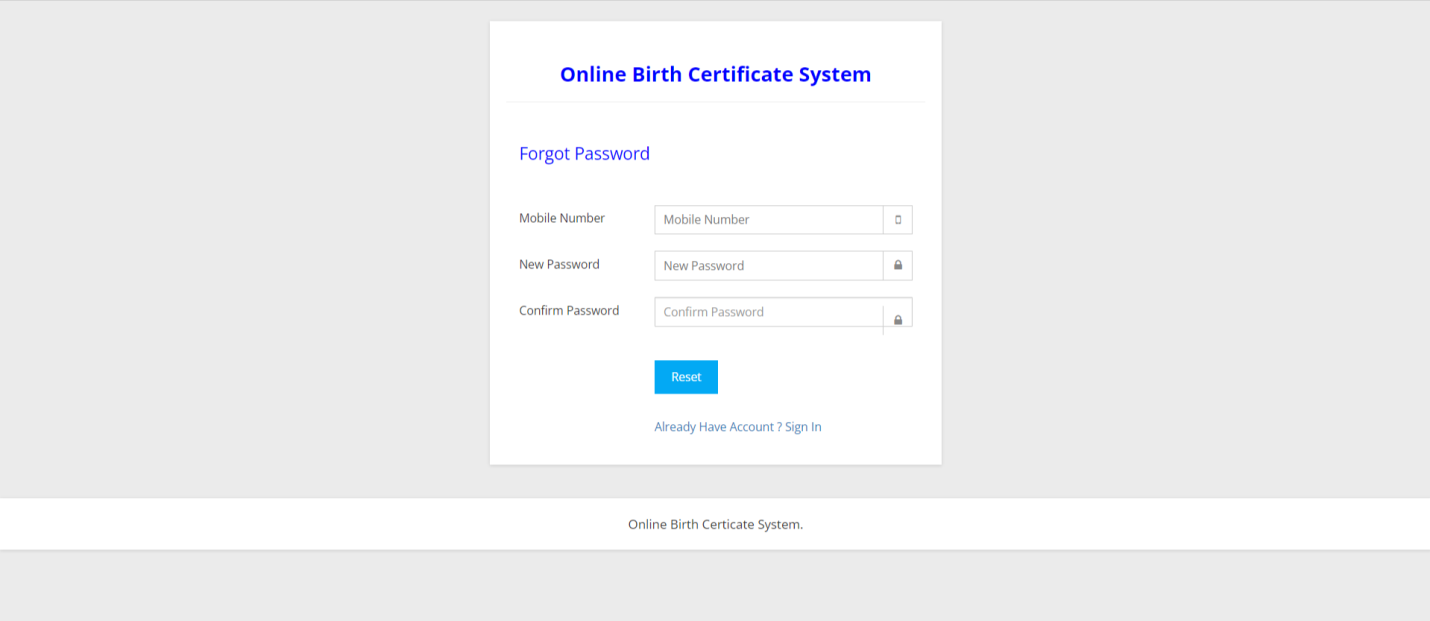 Online Birth Certificate System
Forgot Password
Mobile Number Mobile Number
New Password New Password
Confirm Password Confirm Password
Reset
Already Have Account ? Sign In
Online Birth Certicate System.